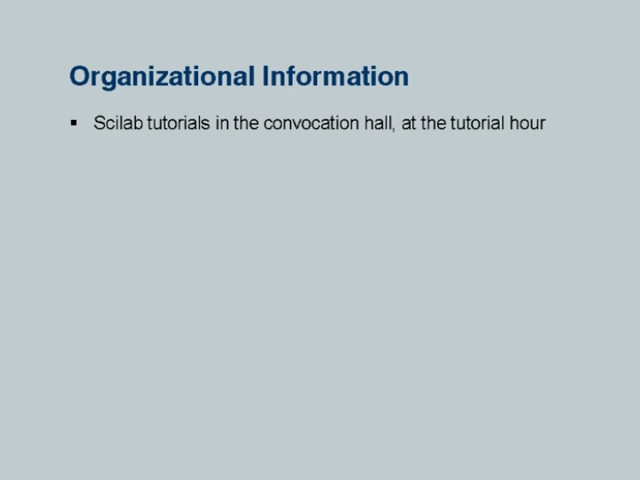 Organizational Information
▪ Scilab tutorials in the convocation hall, at the tutorial hour